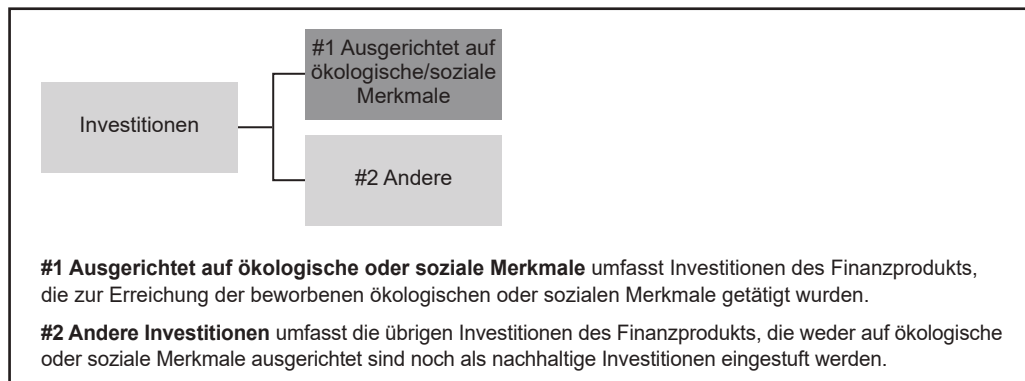 #1 Ausgerichtet auf
ökologische/soziale
Merkmale
Investitionen
#2 Andere
#1 Ausgerichtet auf ökologische oder soziale Merkmale umfasst Investitionen des Finanzprodukts,
die zur Erreichung der beworbenen ökologischen oder sozialen Merkmale getätigt wurden.
#2 Andere Investitionen umfasst die übrigen Investitionen des Finanzprodukts, die weder auf ökologische
oder soziale Merkmale ausgerichtet sind noch als nachhaltige Investitionen eingestuft werden.